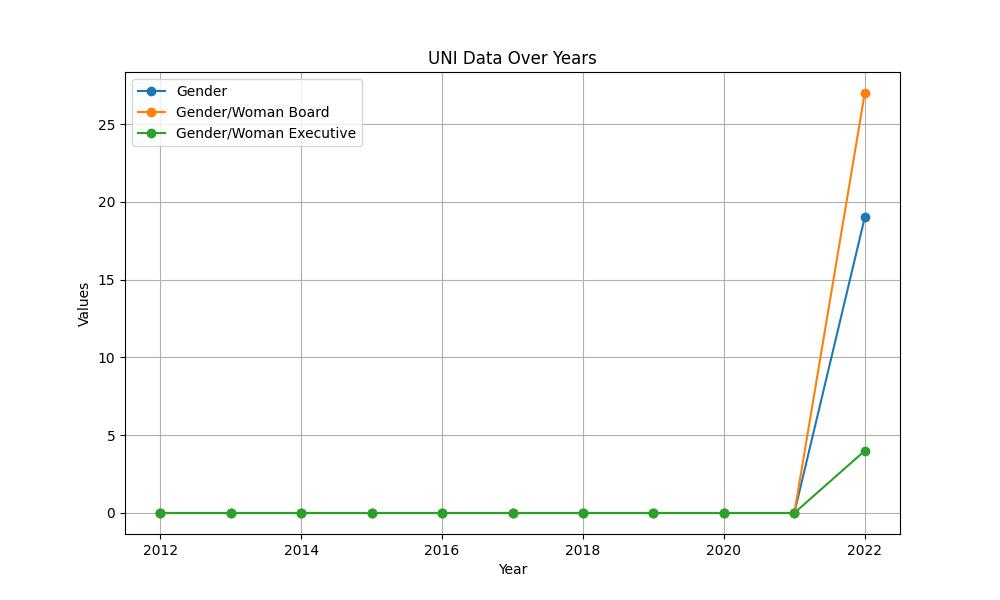 UNI Data Over Years
Gender
Gender/Woman Board
Gender/Woman Executive
25
20
15
10
5
0
Values
2012 2014 2016 2018 2020 2022
Year